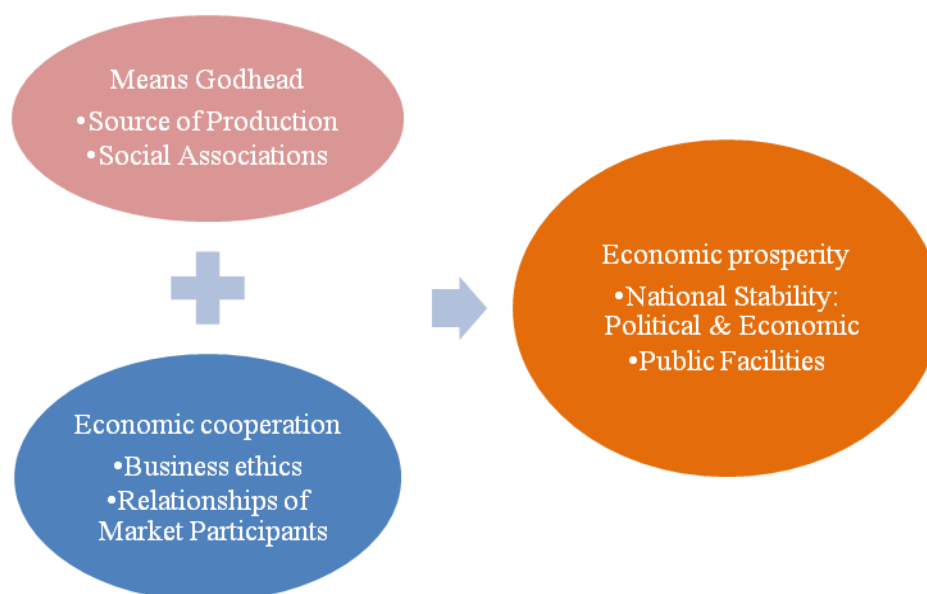 Means Godhead
•Source of Production
•Social Associations
Economic cooperation
•Business ethics
•Relationships of
Market Participants
Economic prosperity
•National Stability:
Political & Economic
•Public Facilities